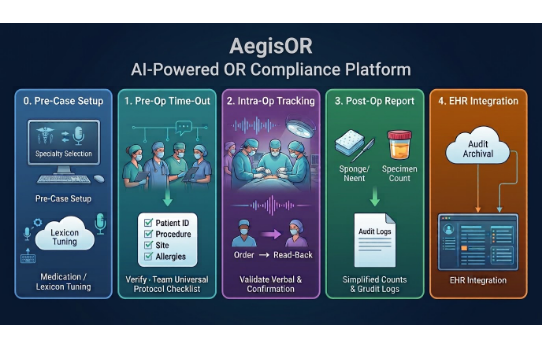 AegisOR
AI-Powered OR Compliance Platform
0. Pre-Case Setup
Specialty Selection
Pre-Case Setup
Lexicon
Tuning
Medication /
Lexicon Tuning
1. Pre-Op Time-Out
Patient ID
Procedure
Site
Allergies
Verify · Team Universal
Protocol Checklist
2. Intra-Op Tracking
Order → Read-Back
Validate Verbal &
Confirmation
3. Post-Op Report
Sponge/
Neent
Specimen
Count
Audit Logs
Simplified Counts
& Grudit Logs
4. EHR Integration
Audit
Archival
EHR Integration